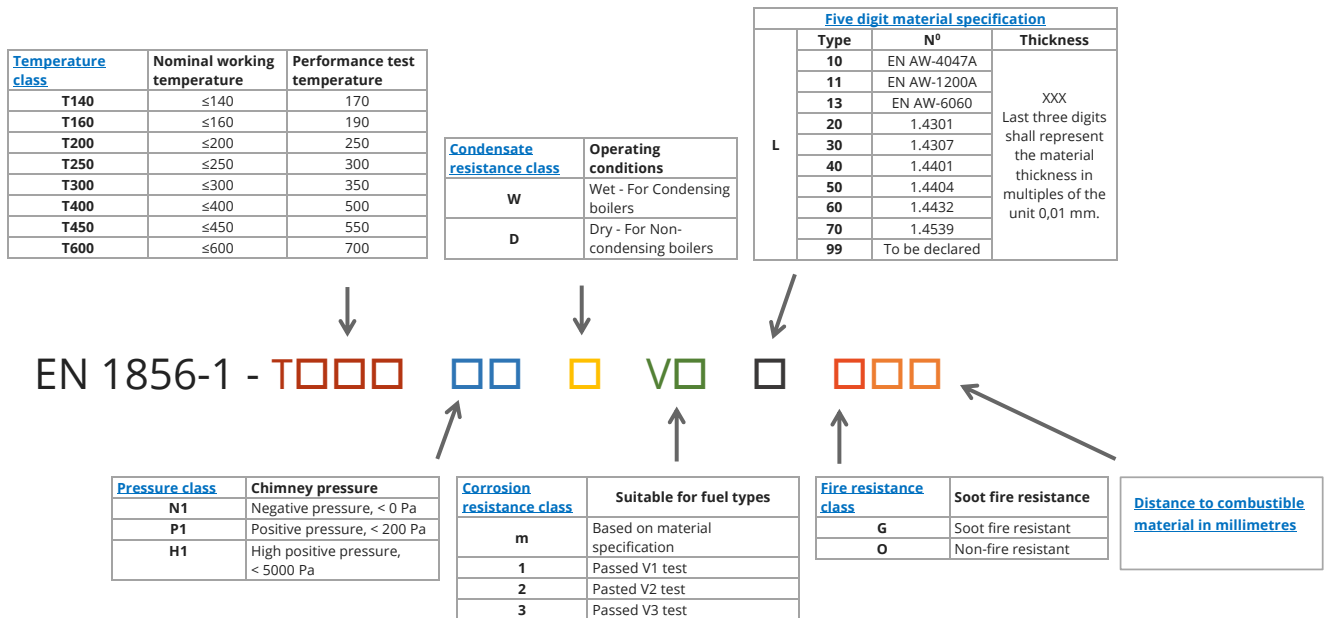 Five digit material specification
Type N⁰ Thickness
L
10 EN AW-4047A
11 EN AW-1200A
13 EN AW-6060
20 1.4301
30 1.4307
40 1.4401
50 1.4404
60 1.4432
70 1.4539
99 To be declared
XXX
Last three digits
shall represent
the material
thickness in
multiples of the
unit 0,01 mm.
Temperature
class
Nominal working
temperature
Performance test
temperature
T140 ≤140 170
T160 ≤160 190
T200 ≤200 250
T250 ≤250 300
T300 ≤300 350
T400 ≤400 500
T450 ≤450 550
T600 ≤600 700
Condensate
resistance class
Operating
conditions
W
Wet - For Condensing
boilers
D
Dry - For Non-
condensing boilers
EN 1856-1 - T□□□ □□ □ V□ □ □□□
Pressure class Chimney pressure
N1 Negative pressure, < 0 Pa
P1 Positive pressure, < 200 Pa
H1 High positive pressure,
< 5000 Pa
Corrosion
resistance class
Suitable for fuel types
m
Based on material
specification
1 Passed V1 test
2 Pasted V2 test
3 Passed V3 test
Fire resistance
class
Soot fire resistance
G Soot fire resistant
O Non-fire resistant
Distance to combustible
material in millimetres